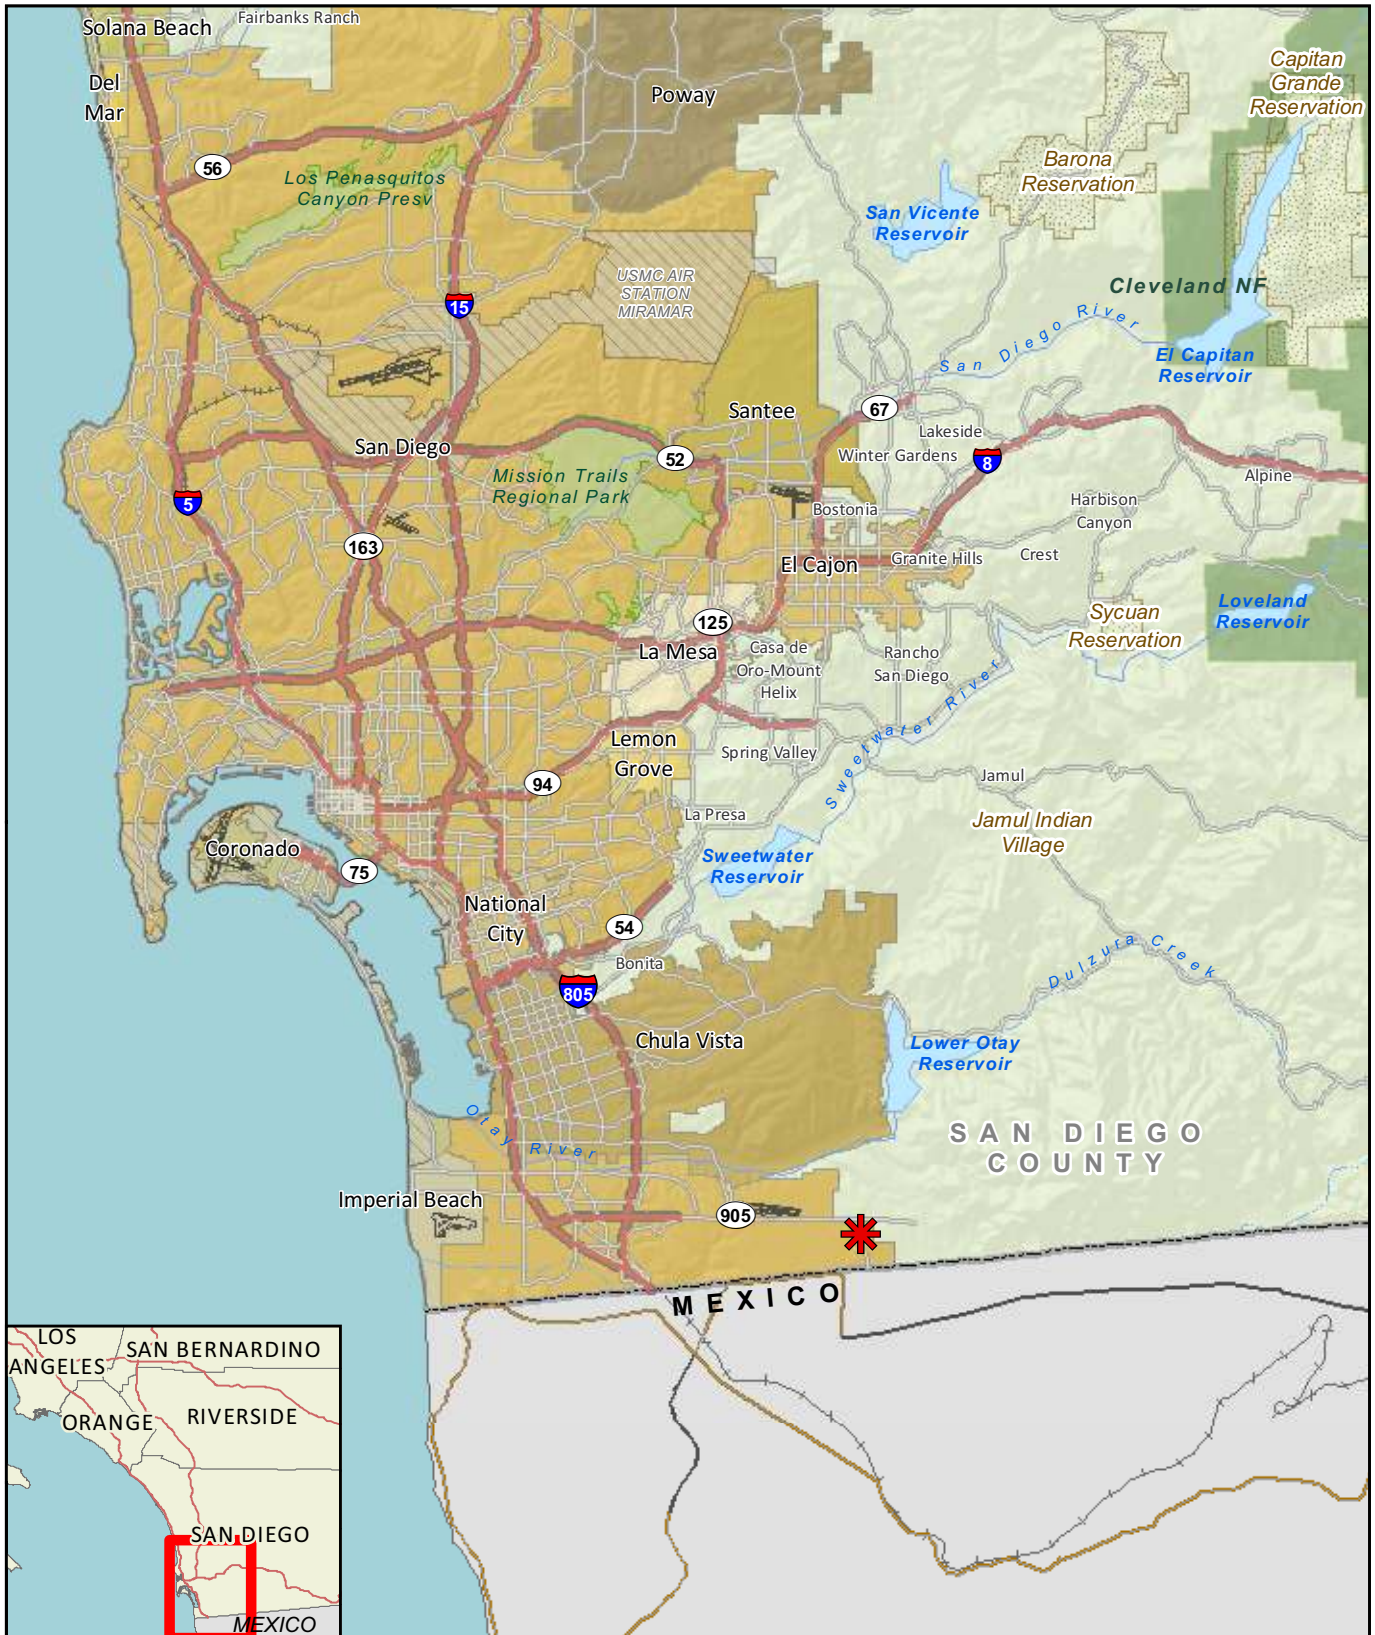 Solana Beach
Fairbanks Ranch
Del
Mar
Poway
Capitan
Grande
Reservation
56
Los Penasquitos
Canyon Presv
Barona
Reservation
San Vicente
Reservoir
USMC AIR
STATION
MIRAMAR
15
Cleveland NF
San Diego River
El Capitan
Reservoir
Santee
67
Lakeside
San Diego
Winter Gardens
8
52
Mission Trails
Regional Park
Alpine
5
Bostonia
Harbison
Canyon
163
El Cajon
Granite Hills
Crest
Loveland
Reservoir
125
Sycuan
Reservation
La Mesa
Casa de
Oro-Mount
Helix
Rancho
San Diego
Sweetwater River
Lemon
Grove
Spring Valley
94
Jamul
La Presa
Jamul Indian
Village
Coronado
75
Sweetwater
Reservoir
National
City
54
Bonita
Dulzura Creek
805
Chula Vista
Lower Otay
Reservoir
Otay River
SAN DIEGO
COUNTY
Imperial Beach
905
MEXICO
LOS
ANGELES
SAN BERNARDINO
ORANGE
RIVERSIDE
SAN DIEGO
MEXICO